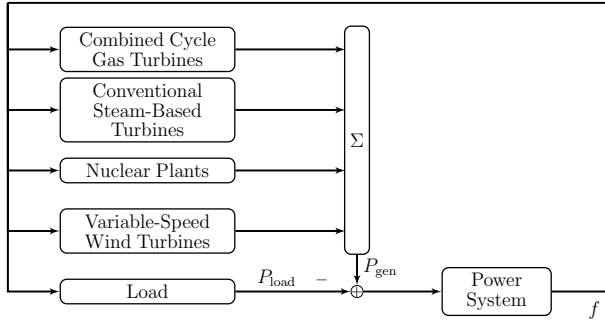 Combined Cycle
Gas Turbines
Conventional
Steam-Based
Turbines
Σ
Nuclear Plants
Variable-Speed
Wind Turbines
P_gen
P_load
−
Load
Power
System
f